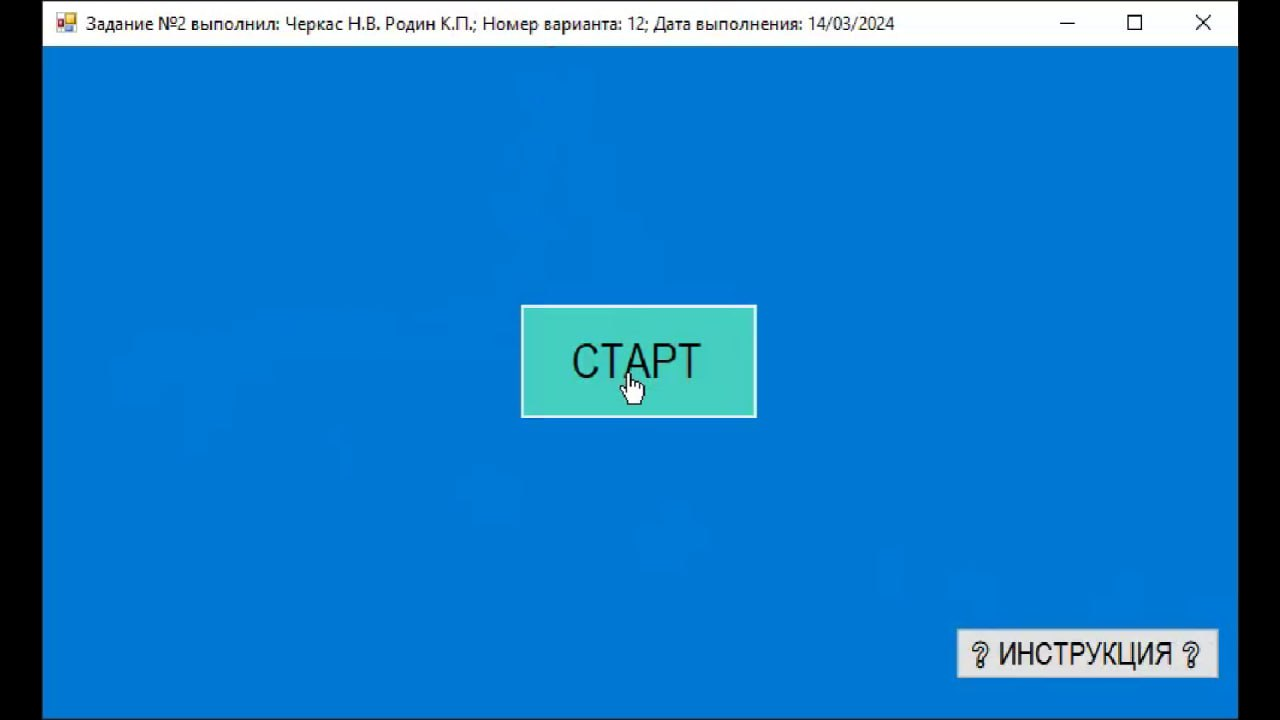 Задание №2 выполнил: Черкас Н.В. Родин К.П.; Номер варианта: 12; Дата выполнения: 14/03/2024
СТАРТ
❔ ИНСТРУКЦИЯ ❔